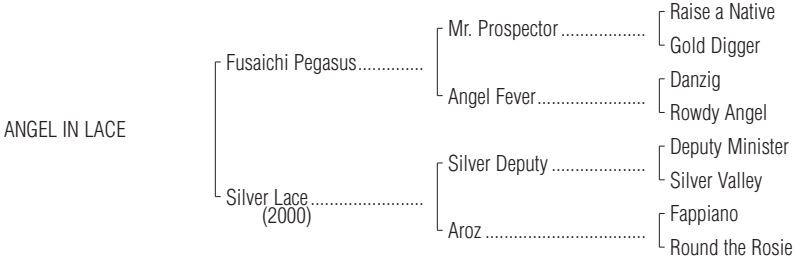 Raise a Native
Mr. Prospector...................
Gold Digger
Fusaichi Pegasus..............
Danzig
Angel Fever........................
Rowdy Angel
ANGEL IN LACE
Deputy Minister
Silver Deputy .....................
Silver Valley
Silver Lace.........................
(2000)
Fappiano
Aroz ....................................
Round the Rosie